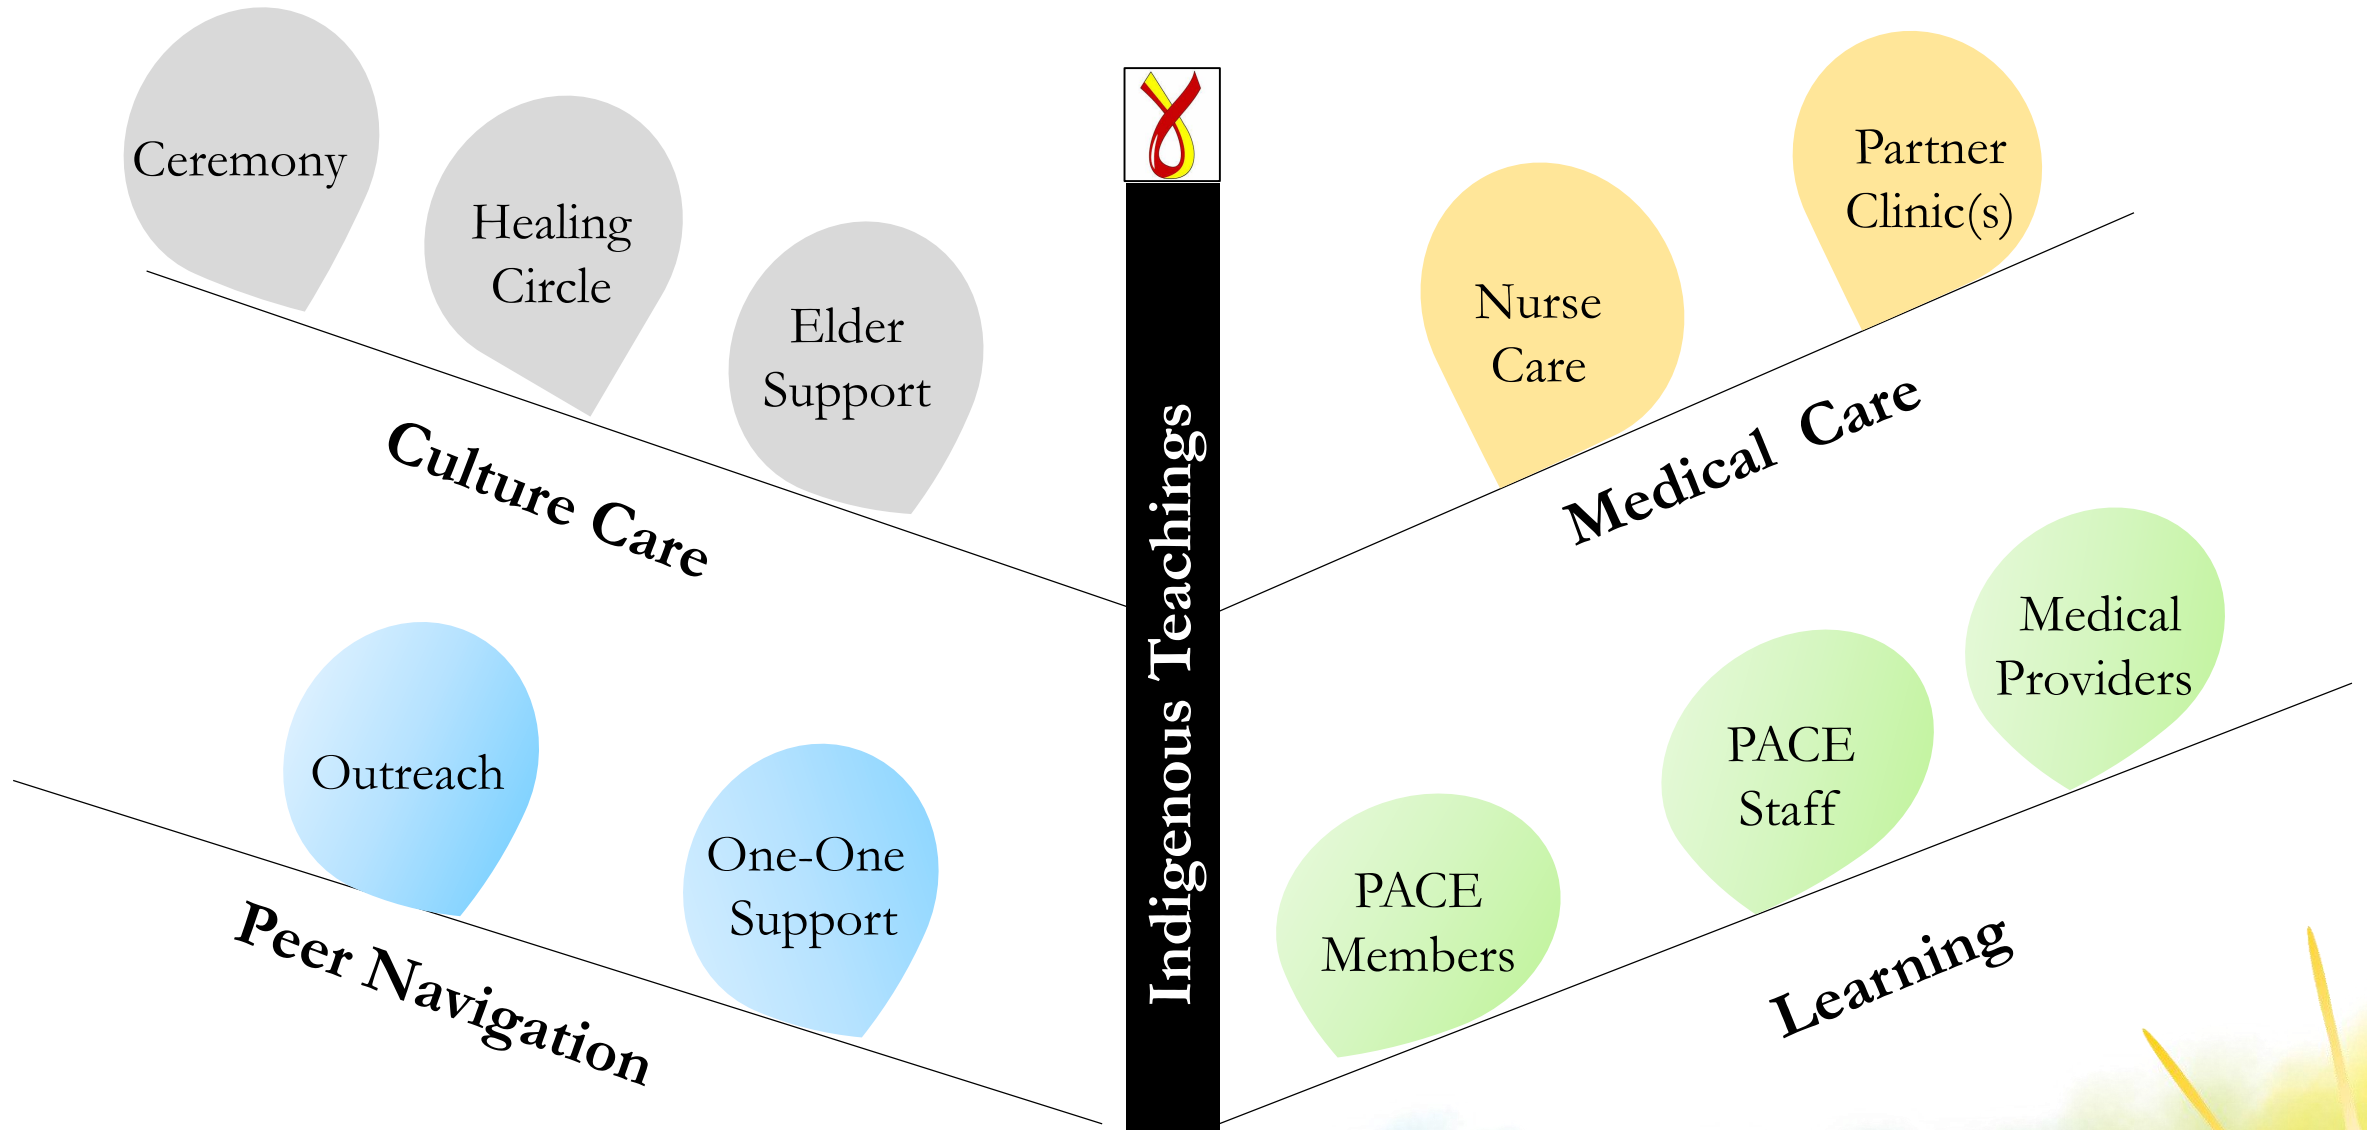 Ceremony
Healing
Circle
Elder
Support
Culture Care
Outreach
One-One
Support
Peer Navigation
Indigenous Teachings
Partner
Clinic(s)
Nurse
Care
Medical Care
Medical
Providers
PACE
Staff
PACE
Members
Learning